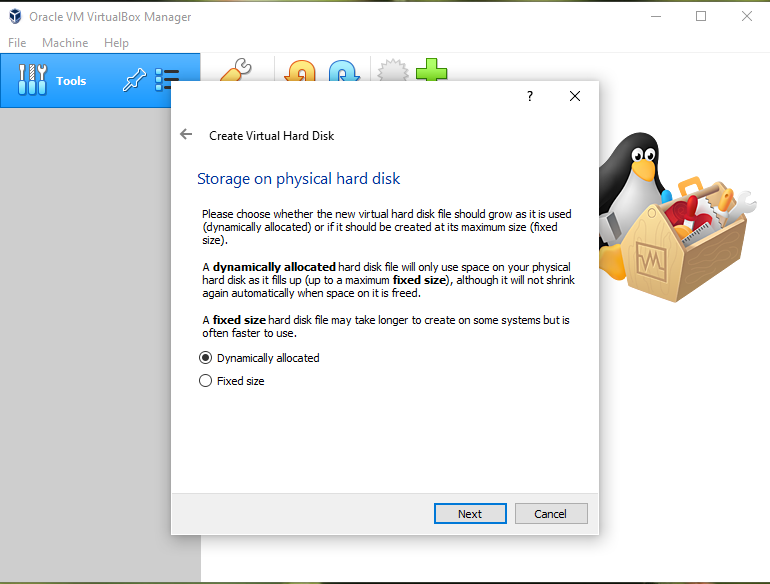 Oracle VM VirtualBox Manager
File Machine Help
Tools
?
Create Virtual Hard Disk
Storage on physical hard disk
Please choose whether the new virtual hard disk file should grow as it is used
(dynamically allocated) or if it should be created at its maximum size (fixed
size).
A dynamically allocated hard disk file will only use space on your physical
hard disk as it fills up (up to a maximum fixed size), although it will not shrink
again automatically when space on it is freed.
A fixed size hard disk file may take longer to create on some systems but is
often faster to use.
Dynamically allocated
Fixed size
Next Cancel